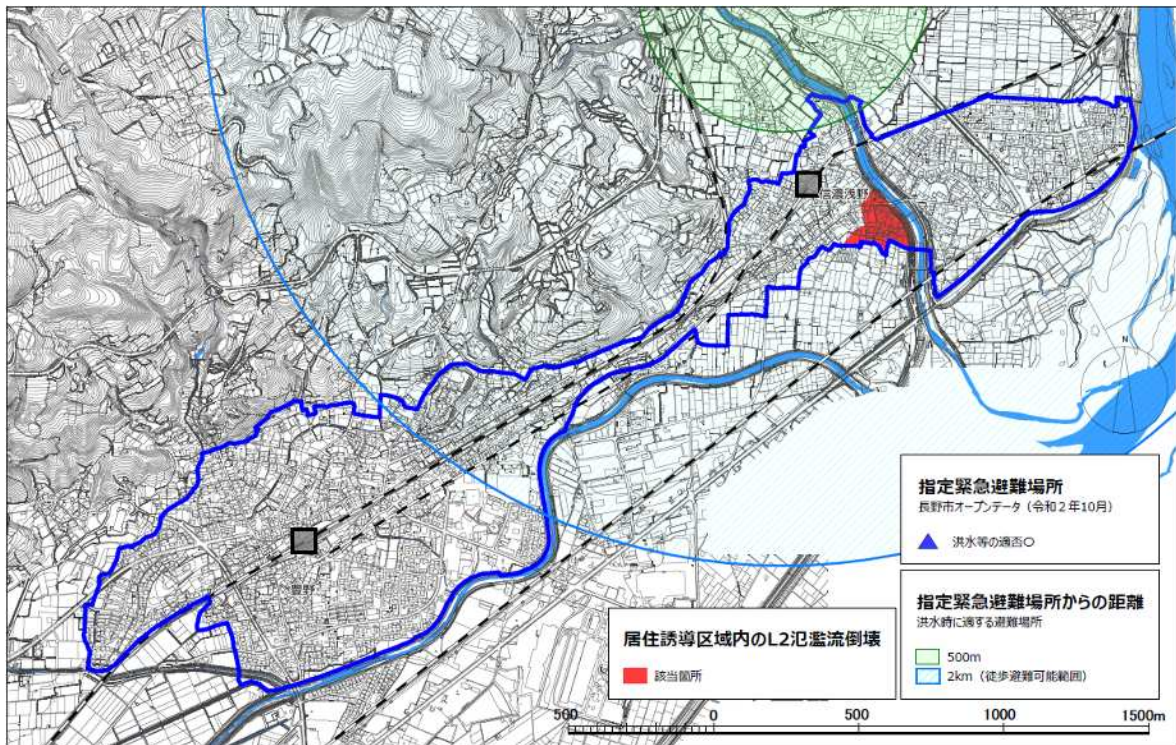 信濃浅野
豊野
N
指定緊急避難場所
長野市オープンデータ（令和２年10月）
洪水等の適否〇
指定緊急避難場所からの距離
洪水時に適する避難場所
500m
2km（徒歩避難可能範囲）
居住誘導区域内のL2氾濫流倒壊
該当箇所
500 0 500 1000 1500m